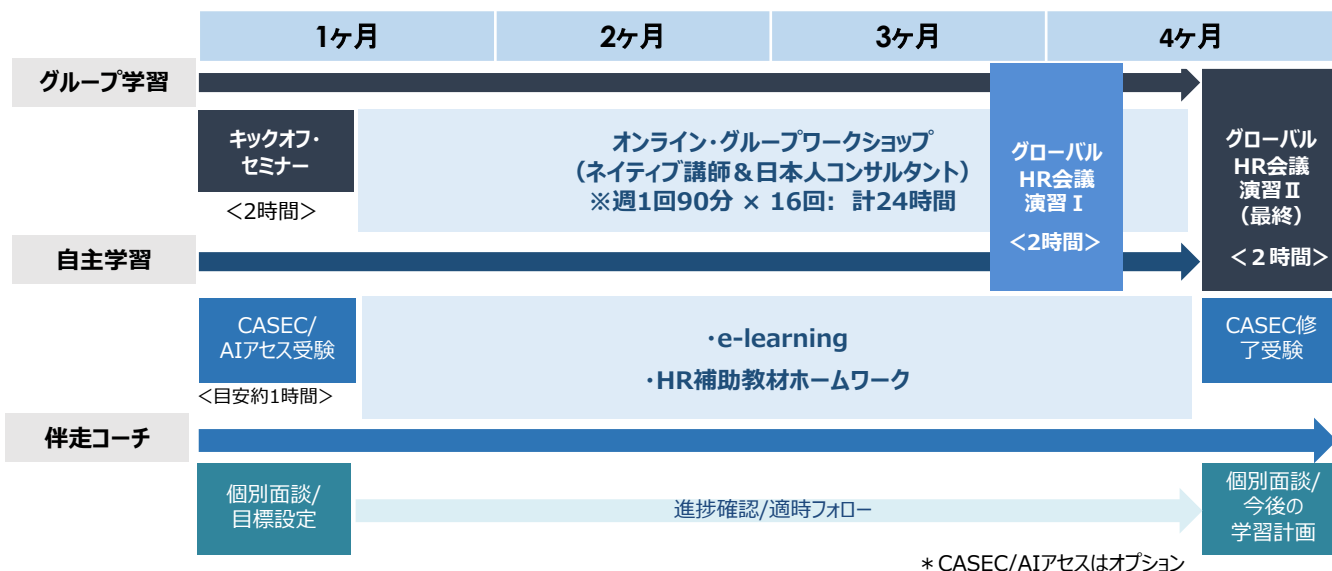 1ヶ月
2ヶ月
3ヶ月
4ヶ月
グループ学習
キックオフ・
セミナー
<2時間>
オンライン・グループワークショップ
（ネイティブ講師＆日本人コンサルタント）
※週1回90分 × 16回: 計24時間
グローバル
HR会議
演習Ⅰ
<2時間>
グローバル
HR会議
演習Ⅱ
（最終）
＜２時間>
自主学習
CASEC/
AIアセス受験
<目安約1時間>
・e-learning
・HR補助教材ホームワーク
CASEC修
了受験
伴走コーチ
個別面談/
目標設定
進捗確認/適時フォロー
個別面談/
今後の
学習計画
＊CASEC/AIアセスはオプション